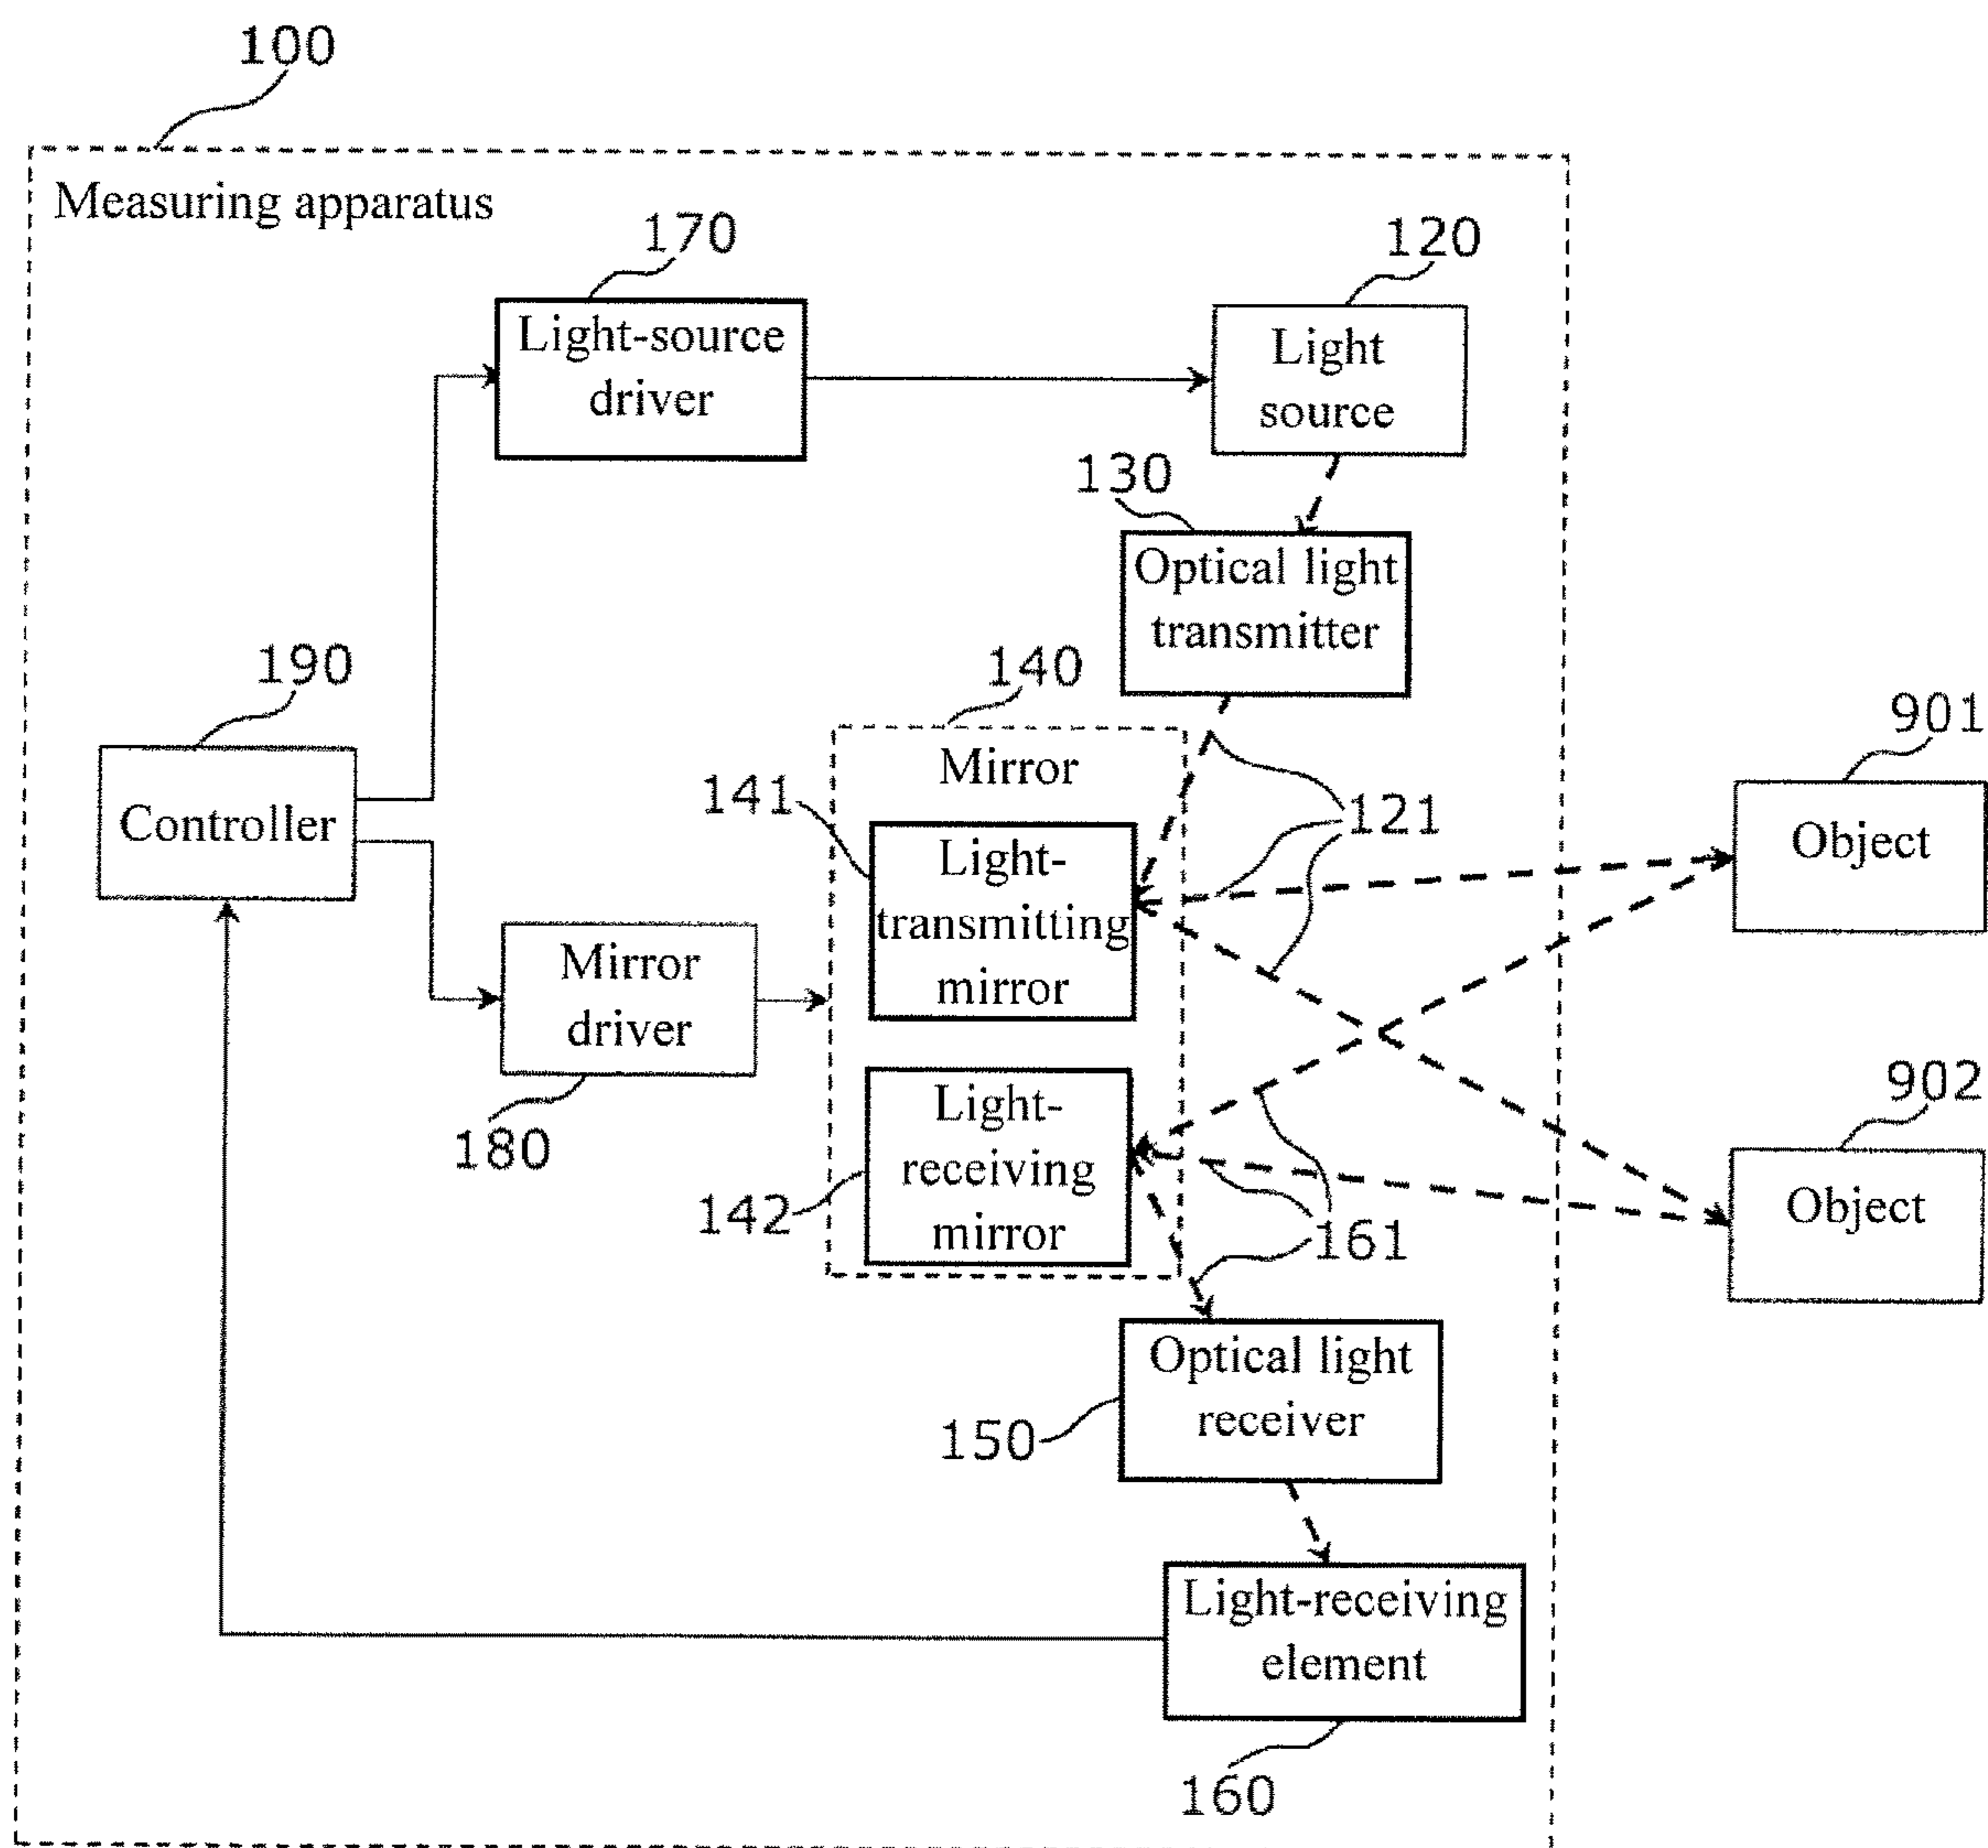 100
Measuring apparatus
170
120
Light-source
driver
Light
source
130
Optical light
transmitter
190
140
901
Controller
Mirror
141
121
Object
Light-
transmitting
mirror
Mirror
driver
180
902
Light-
receiving
mirror
142
161
Object
Optical light
receiver
150
Light-receiving
element
160